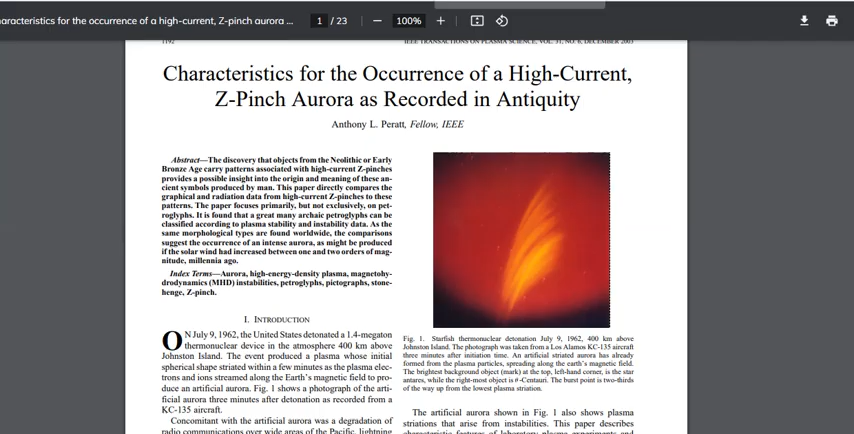 aracteristics for the occurrence of a high-current, Z-pinch aurora ...
1 / 23
100%
1192
IEEE TRANSACTIONS ON PLASMA SCIENCE, VOL. 31, NO. 6, DECEMBER 2003
Characteristics for the Occurrence of a High-Current,
Z-Pinch Aurora as Recorded in Antiquity
Anthony L. Peratt, Fellow, IEEE
Abstract—The discovery that objects from the Neolithic or Early
Bronze Age carry patterns associated with high-current Z-pinches
provides a possible insight into the origin and meaning of these an-
cient symbols produced by man. This paper directly compares the
graphical and radiation data from high-current Z-pinches to these
patterns. The paper focuses primarily, but not exclusively, on pet-
roglyphs. It is found that a great many archaic petroglyphs can be
classified according to plasma stability and instability data. As the
same morphological types are found worldwide, the comparisons
suggest the occurrence of an intense aurora, as might be produced
if the solar wind had increased between one and two orders of mag-
nitude, millennia ago.
Index Terms—Aurora, high-energy-density plasma, magnetohy-
drodynamics (MHD) instabilities, petroglyphs, pictographs, stone-
henge, Z-pinch.
I. INTRODUCTION
ON July 9, 1962, the United States detonated a 1.4-megaton
thermonuclear device in the atmosphere 400 km above
Johnston Island. The event produced a plasma whose initial
spherical shape striated within a few minutes as the plasma elec-
trons and ions streamed along the Earth's magnetic field to pro-
duce an artificial aurora. Fig. 1 shows a photograph of the arti-
ficial aurora three minutes after detonation as recorded from a
KC-135 aircraft.
Concomitant with the artificial aurora was a degradation of
radio communications over wide areas of the Pacific, lightning
Fig. 1. Starfish thermonuclear detonation July 9, 1962, 400 km above
Johnston Island. The photograph was taken from a Los Alamos KC-135 aircraft
three minutes after initiation time. An artificial striated aurora has already
formed from the plasma particles, spreading along the earth's magnetic field.
The brightest background object (mark) at the top, left-hand corner, is the star
antares, while the right-most object is θ-Centauri. The burst point is two-thirds
of the way up from the lowest plasma striation.
The artificial aurora shown in Fig. 1 also shows plasma
striations that arise from instabilities. This paper describes
characteristic features of laboratory plasma experiments and